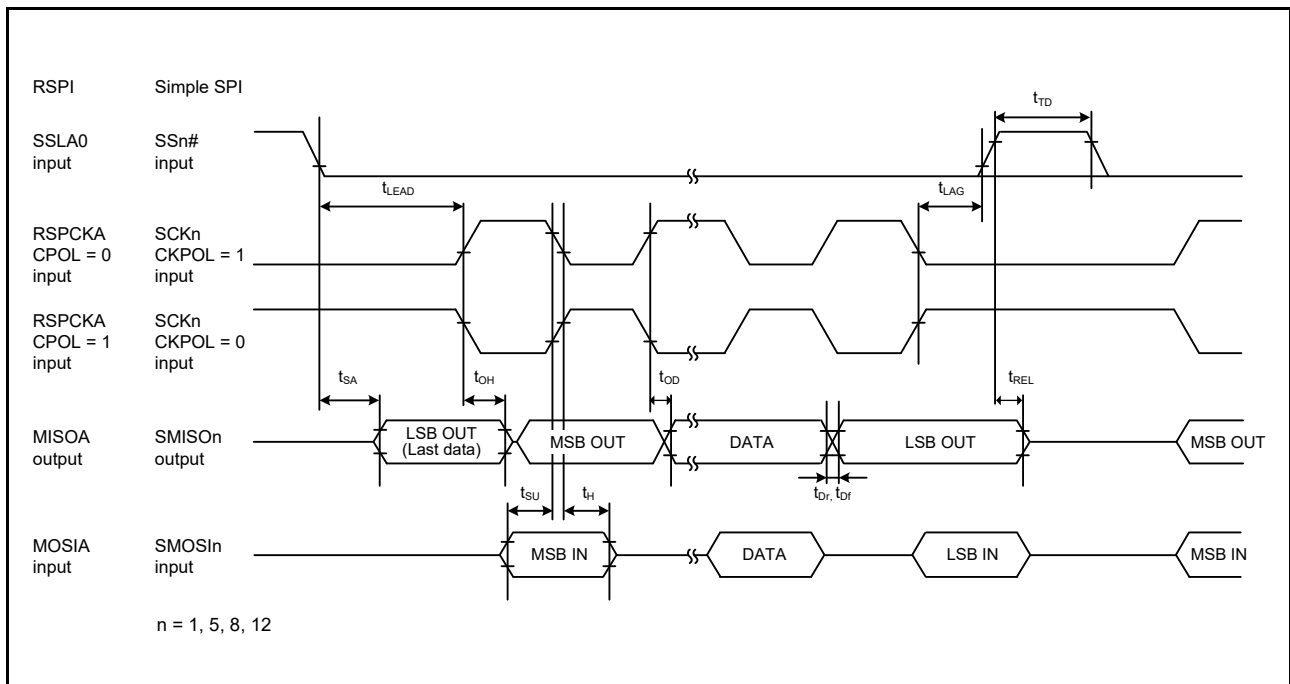 RSPI Simple SPI
t_TD
SSLA0 SSn#
input input
t_LEAD t_LAG
RSPCKA SCKn
CPOL = 0 CKPOL = 1
input input
RSPCKA SCKn
CPOL = 1 CKPOL = 0
input input
t_SA t_OH t_OD t_REL
MISOA SMISOn
output output
LSB OUT
(Last data)
MSB OUT DATA LSB OUT MSB OUT
t_SU t_H t_Dr, t_Df
MOSIA SMOSIn
input input
MSB IN DATA LSB IN MSB IN
n = 1, 5, 8, 12